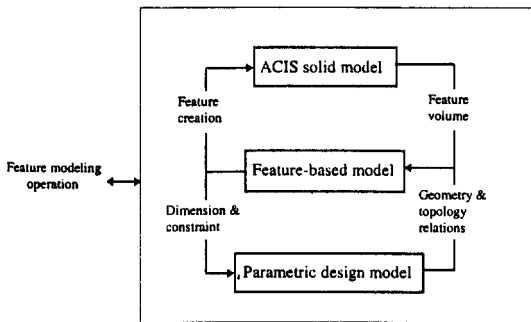 ACIS solid model
Feature
creation
Feature
volume
Feature modeling
operation
Feature-based model
Dimension &
constraint
Geometry &
topology
relations
Parametric design model